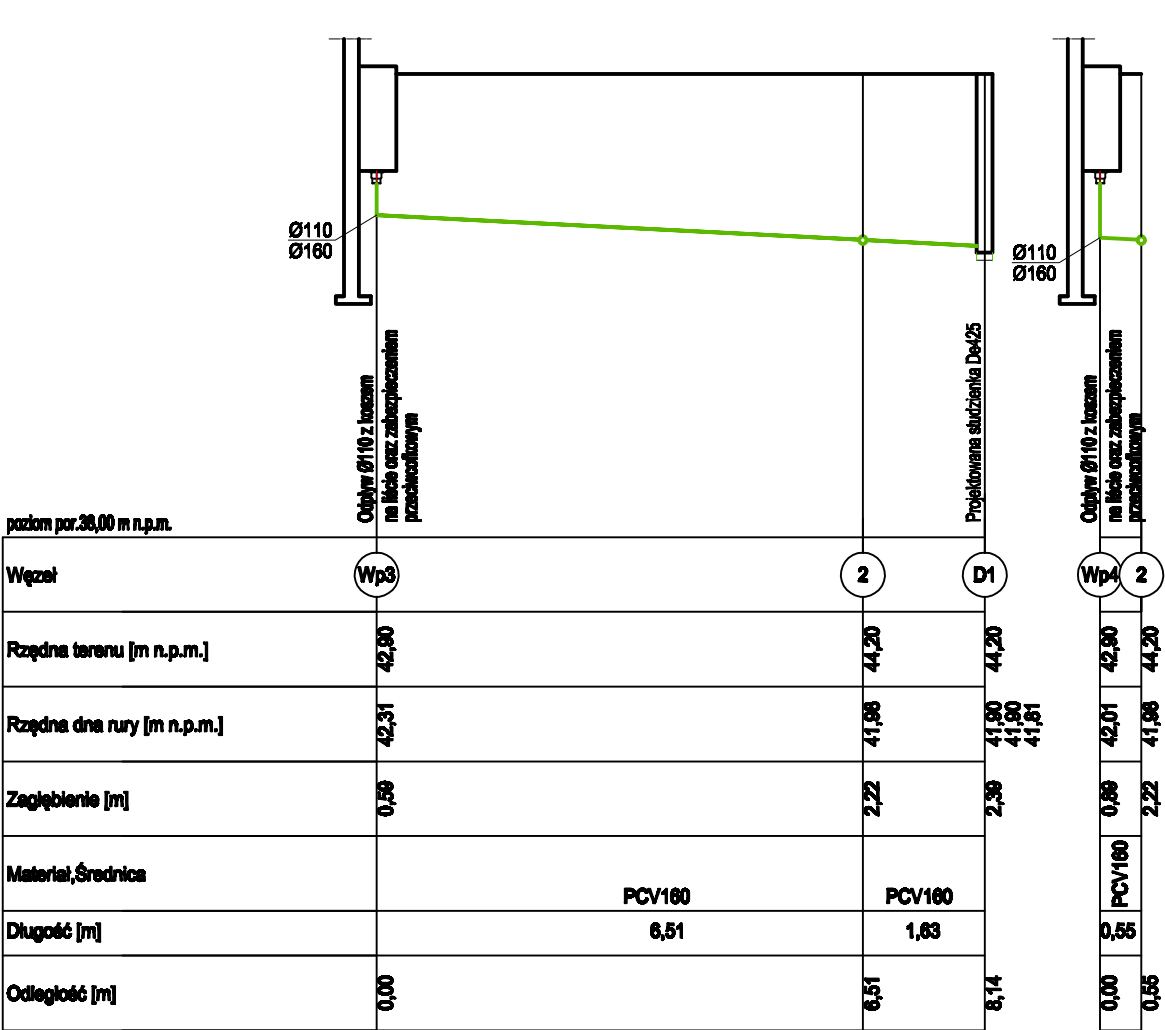 Ø110
Ø160
Ø110
Ø160
Odpływ Ø110 z koszem
na liście oraz zabezpieczeniem
przeciwcofkowym
Projektowana studzienka De425
Odpływ Ø110 z koszem
na liście oraz zabezpieczeniem
przeciwcofkowym
poziom por.38,00 m n.p.m.
Węzeł Wp3 2 D1 Wp4 2
Rzędna terenu [m n.p.m.] 42,90 44,20 44,20 42,90 44,20
Rzędna dna rury [m n.p.m.] 42,31 41,98 41,90 41,90 41,81 42,01 41,98
Zagłębienie [m] 0,59 2,22 2,39 0,89 2,22
Materiał,Średnica PCV160 PCV160 PCV160
Długość [m] 6,51 1,63 0,55
Odległość [m] 0,00 6,51 8,14 0,00 0,55